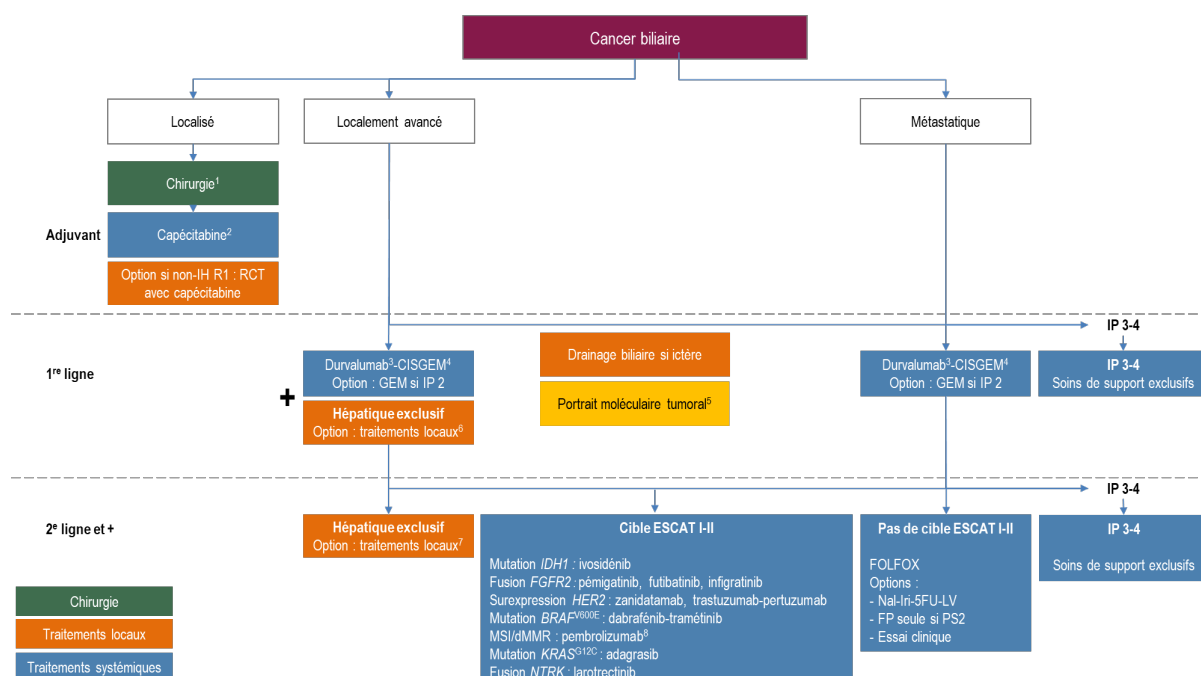 Cancer biliaire
Localisé
Localement avancé
Métastatique
Chirurgie¹
Adjuvant
Capécitabine²
Option si non-IH R1 : RCT
avec capécitabine
IP 3-4
1re ligne
Durvalumab³-CISGEM⁴
Option : GEM si IP 2
+
Hépatique exclusif
Option : traitements locaux⁶
Drainage biliaire si ictère
Portrait moléculaire tumoral⁵
Durvalumab³-CISGEM⁴
Option : GEM si IP 2
IP 3-4
Soins de support exclusifs
IP 3-4
2e ligne et +
Hépatique exclusif
Option : traitements locaux⁷
Cible ESCAT I-II
Mutation IDH1 : ivosidénib
Fusion FGFR2 : pémigatinib, futibatinib, infigratinib
Surexpression HER2 : zanidatamab, trastuzumab-pertuzumab
Mutation BRAFV600E : dabrafénib-tramétinib
MSI/dMMR : pembrolizumab⁸
Mutation KRASG12C : adagrasib
Fusion NTRK : larotrectinib
Pas de cible ESCAT I-II
FOLFOX
Options :
- Nal-Iri-5FU-LV
- FP seule si PS2
- Essai clinique
IP 3-4
Soins de support exclusifs
Chirurgie
Traitements locaux
Traitements systémiques